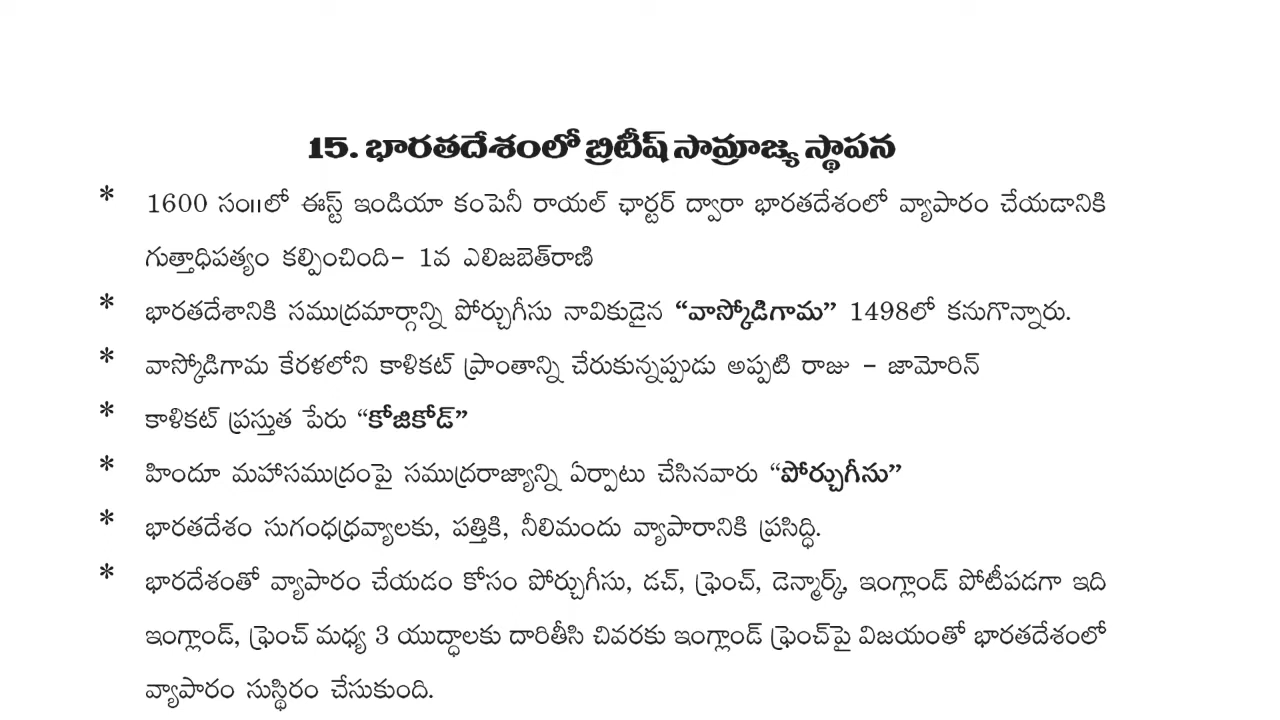 15. భారతదేశంలో బ్రిటీష్ సామ్రాజ్య స్థాపన
* 1600 సం॥లో ఈస్ట్ ఇండియా కంపెనీ రాయల్ ఛార్టర్ ద్వారా భారతదేశంలో వ్యాపారం చేయడానికి
గుత్తాధిపత్యం కల్పించింది- 1వ ఎలిజబెత్‌రాణి
* భారతదేశానికి సముద్రమార్గాన్ని పోర్చుగీసు నావికుడైన “వాస్కోడిగామ” 1498లో కనుగొన్నారు.
* వాస్కోడిగామ కేరళలోని కాళికట్ ప్రాంతాన్ని చేరుకున్నప్పుడు అప్పటి రాజు - జామోరిన్
* కాళికట్ ప్రస్తుత పేరు “కోజికోడ్”
* హిందూ మహాసముద్రంపై సముద్రరాజ్యాన్ని ఏర్పాటు చేసినవారు “పోర్చుగీసు”
* భారతదేశం సుగంధధ్రవ్యాలకు, పత్తికి, నీలిమందు వ్యాపారానికి ప్రసిద్ధి.
* భారదేశంతో వ్యాపారం చేయడం కోసం పోర్చుగీసు, డచ్, ఫ్రెంచ్, డెన్మార్క్, ఇంగ్లాండ్ పోటీపడగా ఇది
ఇంగ్లాండ్, ఫ్రెంచ్ మధ్య 3 యుద్ధాలకు దారితీసి చివరకు ఇంగ్లాండ్ ఫ్రెంచ్‌పై విజయంతో భారతదేశంలో
వ్యాపారం సుస్థిరం చేసుకుంది.